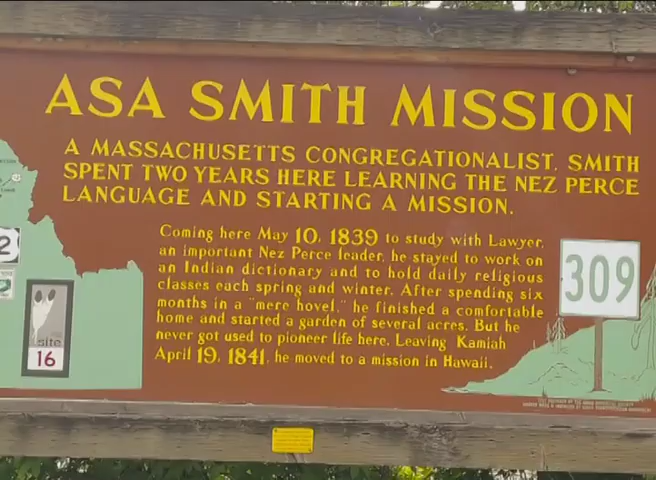 ASA SMITH MISSION
A MASSACHUSETTS CONGREGATIONALIST, SMITH
SPENT TWO YEARS HERE LEARNING THE NEZ PERCE
LANGUAGE AND STARTING A MISSION.
Coming here May 10, 1839 to study with Lawyer,
an important Nez Perce leader, he stayed to work on
an Indian dictionary and to hold daily religious
classes each spring and winter. After spending six
months in a "mere hovel," he finished a comfortable
home and started a garden of several acres. But he
never got used to pioneer life here. Leaving Kamiah
April 19, 1841, he moved to a mission in Hawaii.
309
2
site
16